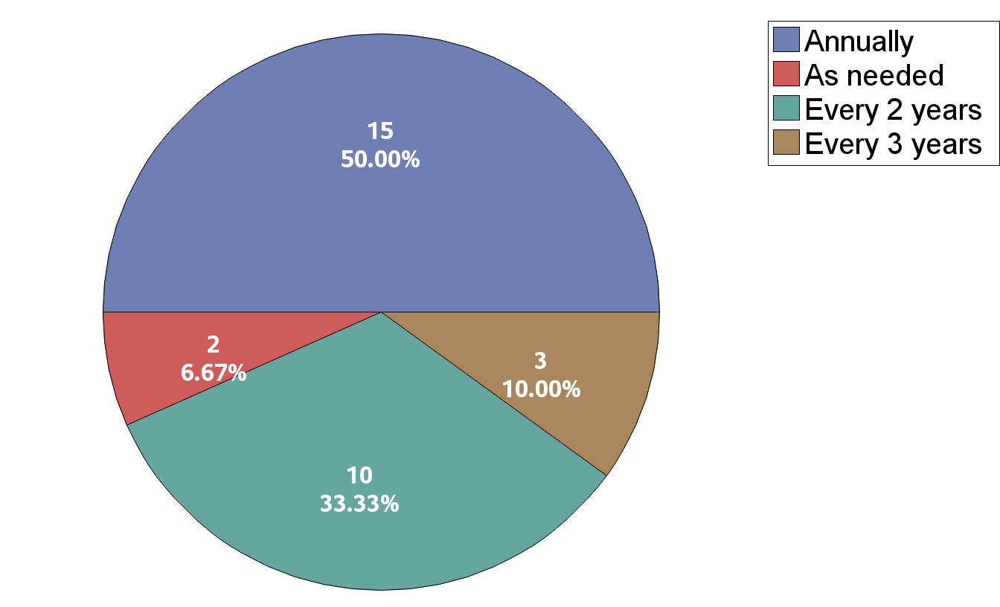 Annually
As needed
Every 2 years
Every 3 years
15
50.00%
2
6.67%
3
10.00%
10
33.33%